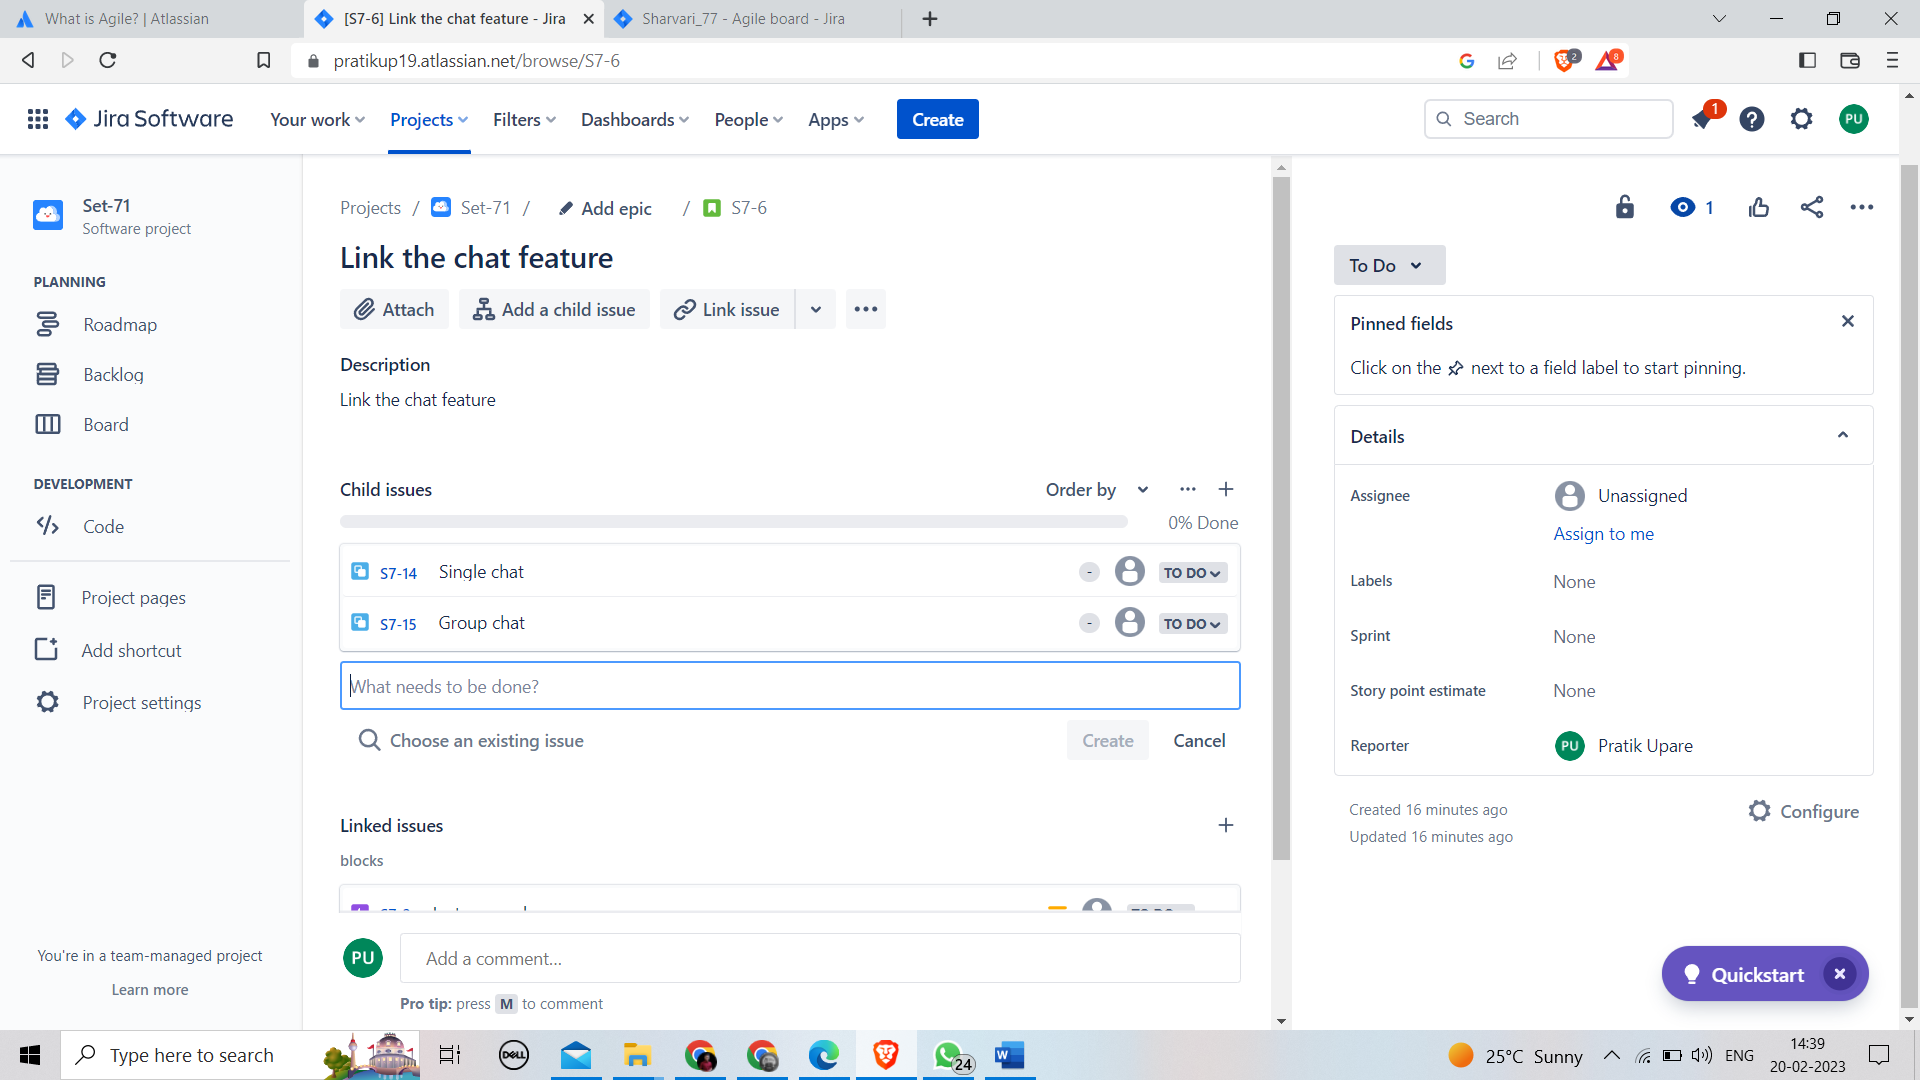 What is Agile? | Atlassian
[S7-6] Link the chat feature - Jira
Sharvari_77 - Agile board - Jira
pratikup19.atlassian.net/browse/S7-6
2
8
Jira Software
Your work
Projects
Filters
Dashboards
People
Apps
Create
Search
1
PU
Set-71
Software project
PLANNING
Roadmap
Backlog
Board
DEVELOPMENT
Code
Project pages
Add shortcut
Project settings
You're in a team-managed project
Learn more
Projects / Set-71 / Add epic / S7-6
Link the chat feature
Attach
Add a child issue
Link issue
Description
Link the chat feature
Child issues
Order by
0% Done
S7-14 Single chat - TO DO
S7-15 Group chat - TO DO
What needs to be done?
Choose an existing issue
Create
Cancel
Linked issues
blocks
PU
Add a comment...
Pro tip: press M to comment
1
To Do
Pinned fields
Click on the next to a field label to start pinning.
Details
Assignee
Unassigned
Assign to me
Labels
None
Sprint
None
Story point estimate
None
Reporter
PU
Pratik Upare
Created 16 minutes ago
Updated 16 minutes ago
Configure
Quickstart
Type here to search
DELL
24
25°C Sunny
ENG
14:39
20-02-2023